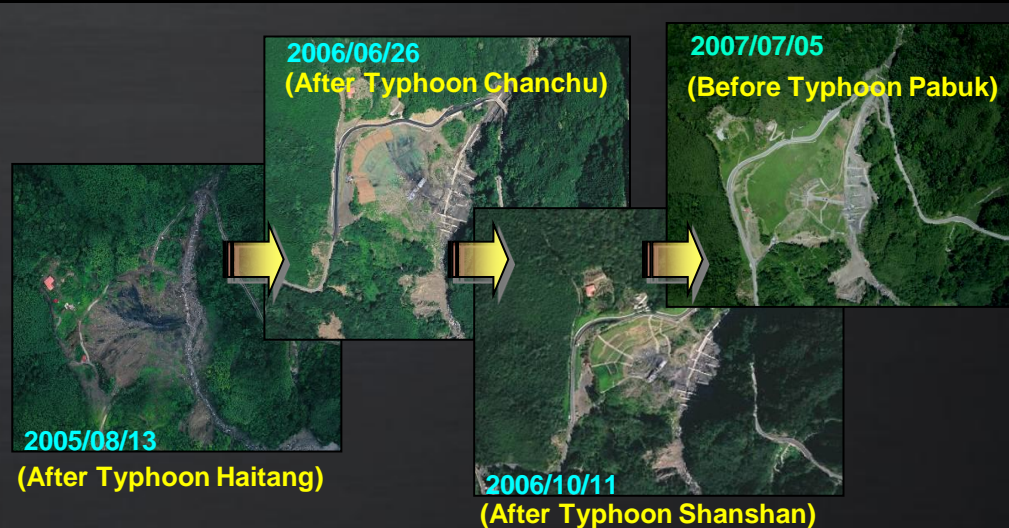 2005/08/13
(After Typhoon Haitang)
2006/06/26
(After Typhoon Chanchu)
2006/10/11
(After Typhoon Shanshan)
2007/07/05
(Before Typhoon Pabuk)